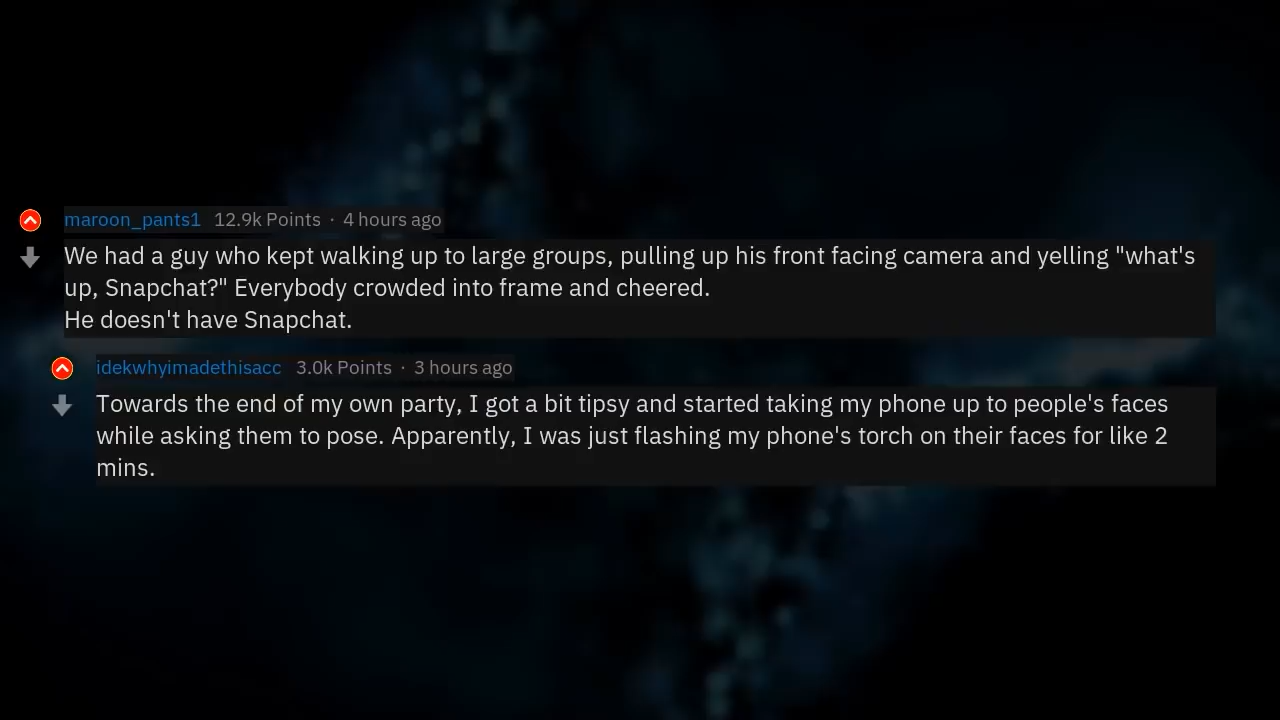 maroon_pants1 12.9k Points · 4 hours ago
We had a guy who kept walking up to large groups, pulling up his front facing camera and yelling "what's
up, Snapchat?" Everybody crowded into frame and cheered.
He doesn't have Snapchat.
idekwhyimadethisacc 3.0k Points · 3 hours ago
Towards the end of my own party, I got a bit tipsy and started taking my phone up to people's faces
while asking them to pose. Apparently, I was just flashing my phone's torch on their faces for like 2
mins.